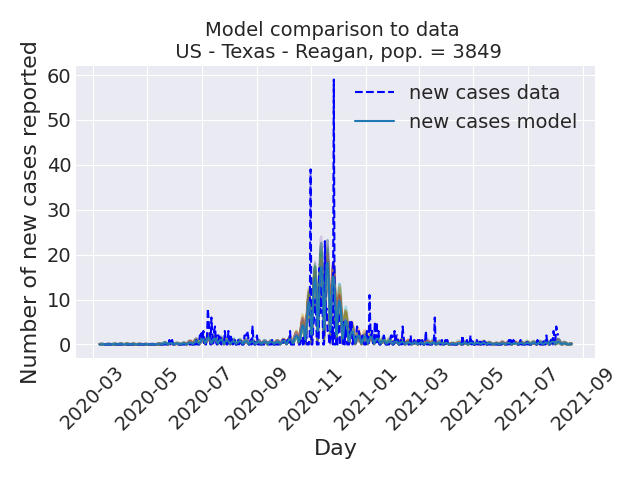 Model comparison to data
US - Texas - Reagan, pop. = 3849
Number of new cases reported
60
50
40
30
20
10
0
new cases data
new cases model
2020-03
2020-05
2020-07
2020-09
2020-11
2021-01
2021-03
2021-05
2021-07
2021-09
Day